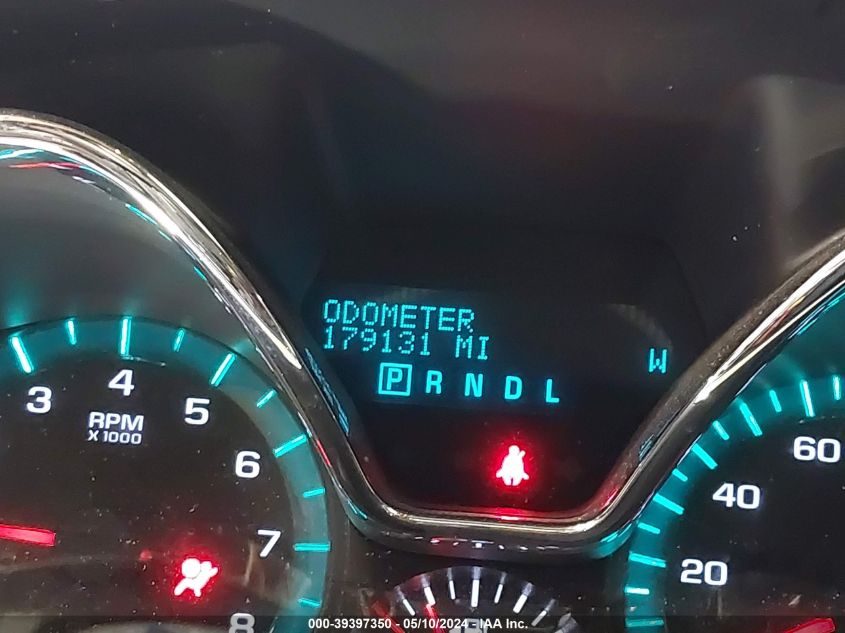 ODOMETER
179131 MI
W
P R N D L
3 4 5 6 7 8
RPM
X 1000
20 40 60
000-39397350 - 05/10/2024 - IAA Inc.